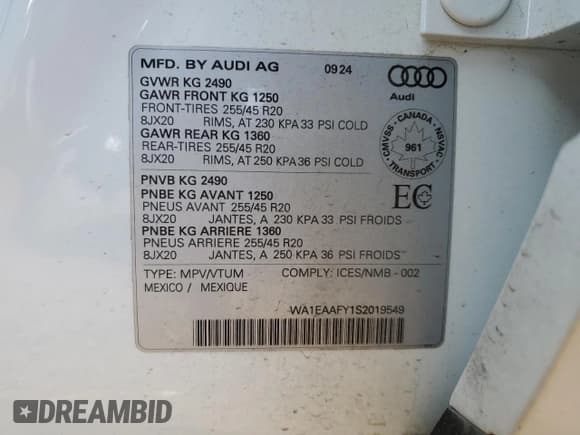 MFD. BY AUDI AG 09 24
GVWR KG 2490
GAWR FRONT KG 1250
FRONT-TIRES 255/45 R20
8JX20 RIMS, AT 230 KPA 33 PSI COLD
GAWR REAR KG 1360
REAR-TIRES 255/45 R20
8JX20 RIMS, AT 250 KPA 36 PSI COLD
Audi
CMVSS - CANADA - NSVAC
961
TRANSPORT
PNVB KG 2490
PNBE KG AVANT 1250
PNEUS AVANT 255/45 R20
8JX20 JANTES, A 230 KPA 33 PSI FROIDS
PNBE KG ARRIERE 1360
PNEUS ARRIERE 255/45 R20
8JX20 JANTES, A 250 KPA 36 PSI FROIDS
EC
TYPE: MPV/VTUM COMPLY: ICES/NMB - 002
MEXICO / MEXIQUE
WA1EAAFY1S2019549
DREAMBID